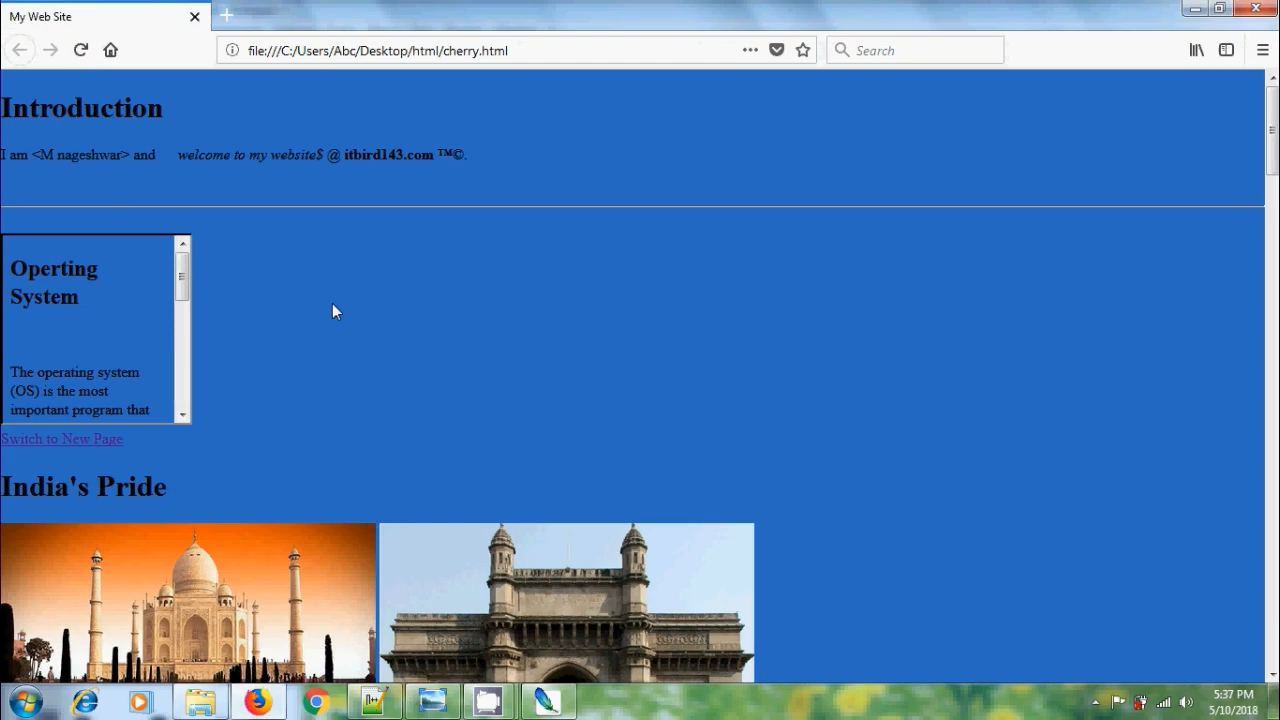 My Web Site
file:///C:/Users/Abc/Desktop/html/cherry.html
Search
Introduction
I am <M nageshwar> and welcome to my website$ @ itbird143.com ™©.
Operting
System
The operating system
(OS) is the most
important program that
Switch to New Page
India's Pride
5:37 PM
5/10/2018